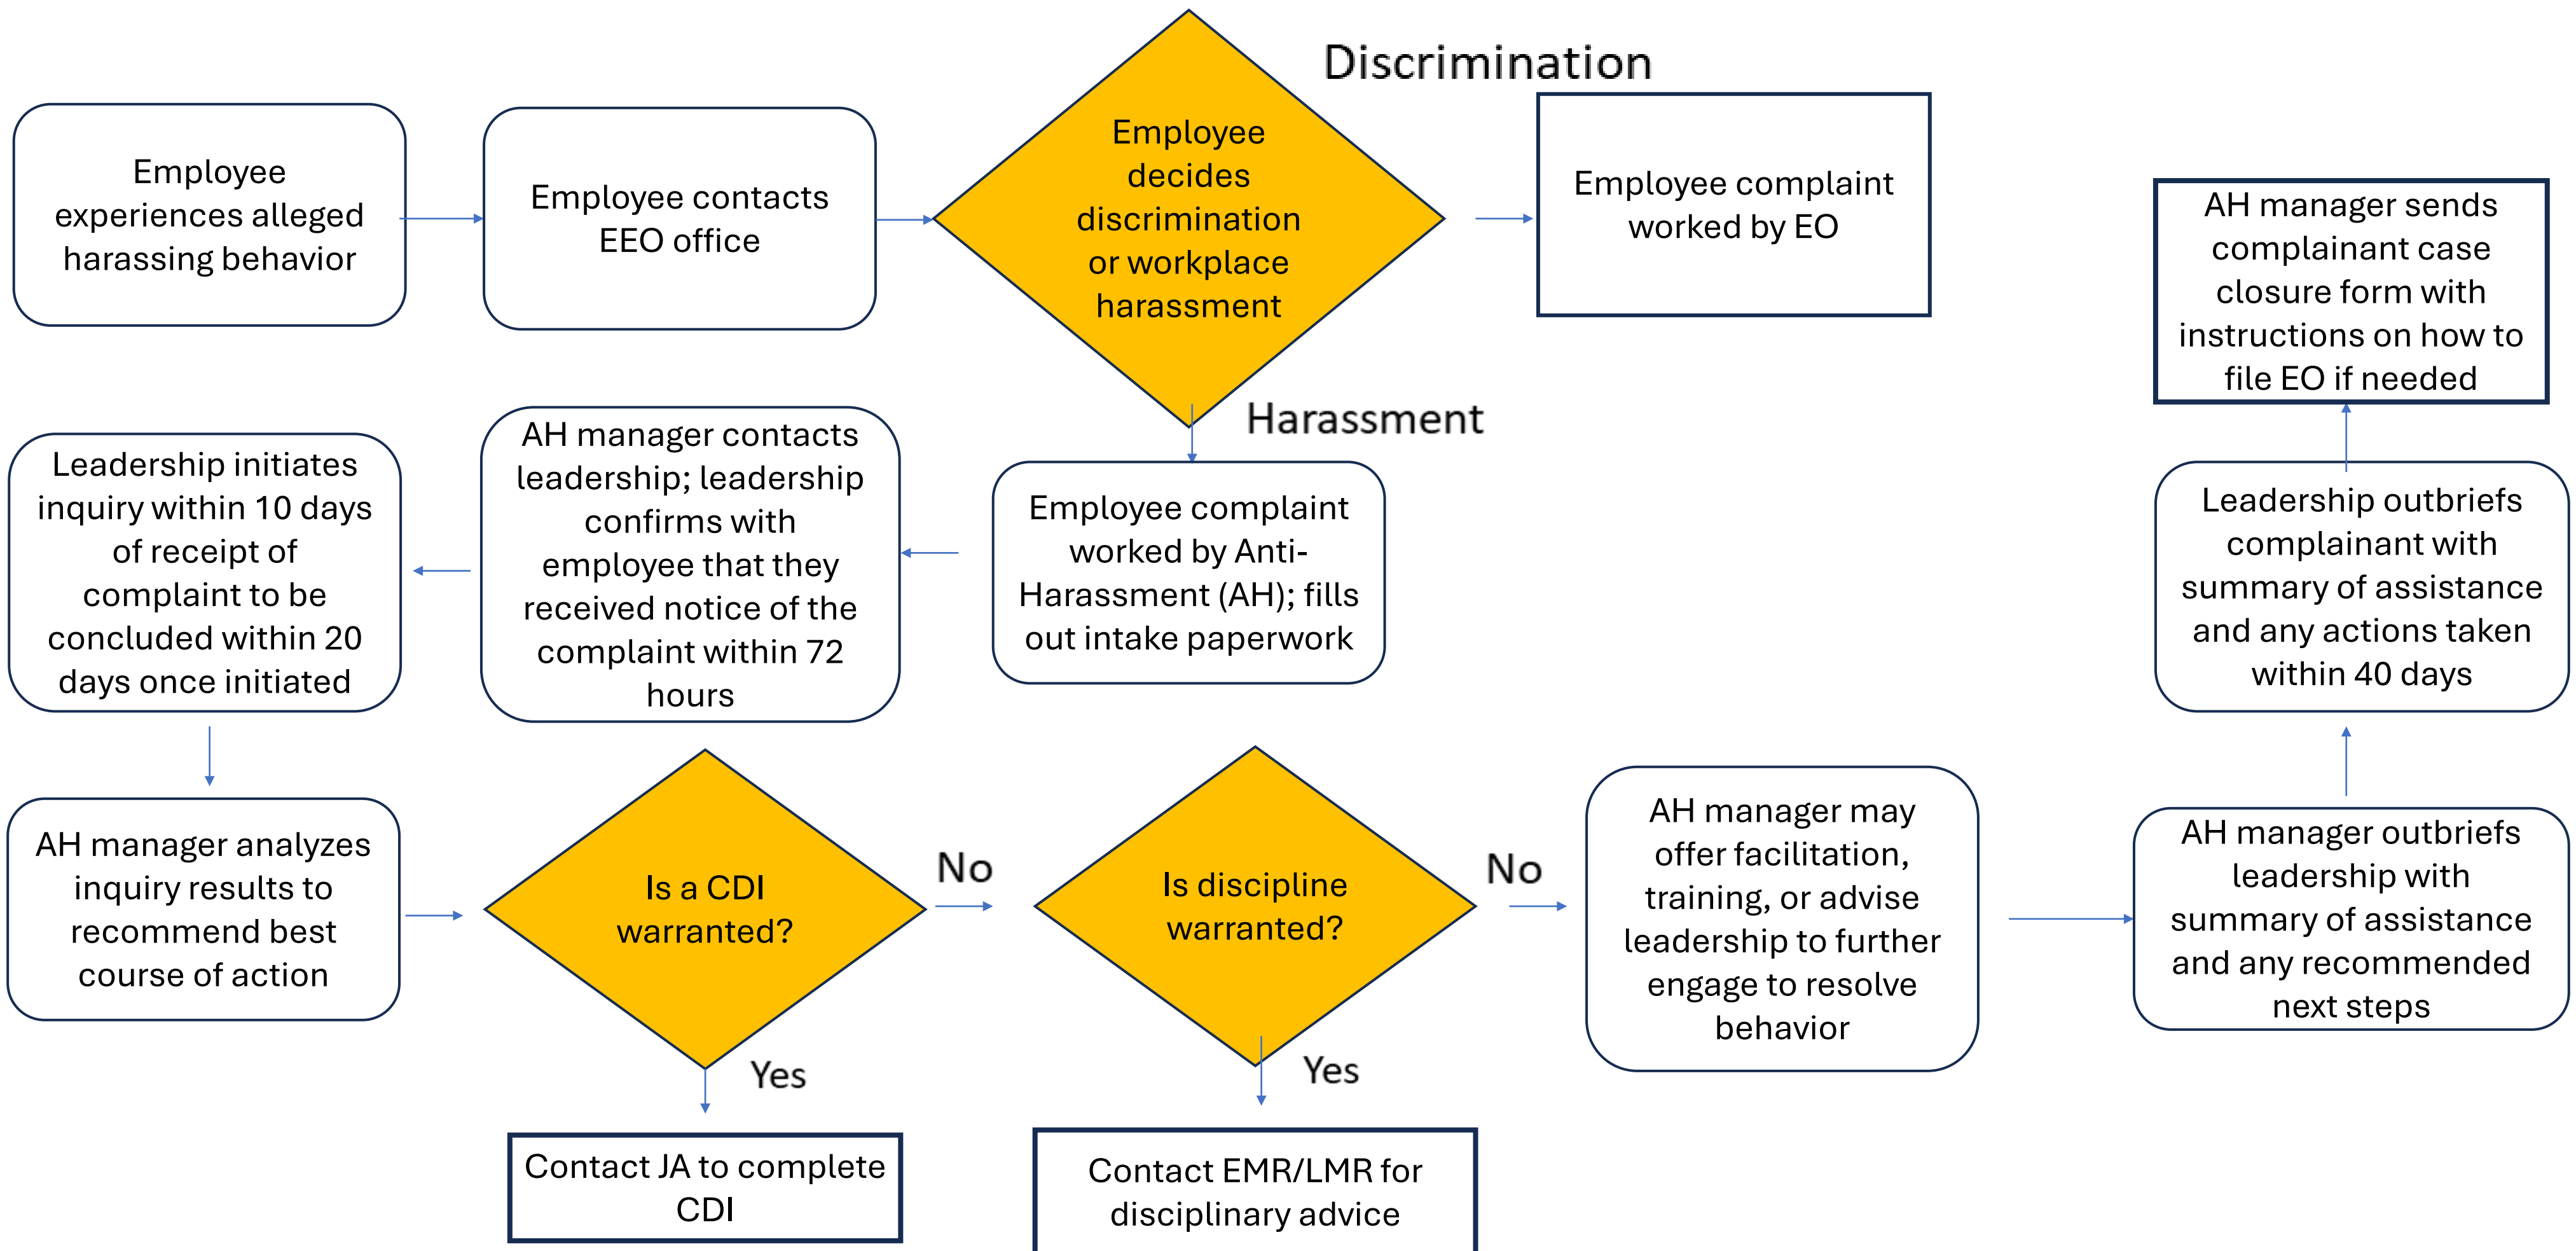 Employee
experiences alleged
harassing behavior
Employee contacts
EEO office
Employee
decides
discrimination
or workplace
harassment
Discrimination
Employee complaint
worked by EO
Harassment
Employee complaint
worked by Anti-
Harassment (AH); fills
out intake paperwork
AH manager contacts
leadership; leadership
confirms with
employee that they
received notice of the
complaint within 72
hours
Leadership initiates
inquiry within 10 days
of receipt of
complaint to be
concluded within 20
days once initiated
AH manager analyzes
inquiry results to
recommend best
course of action
Is a CDI
warranted?
Yes
Contact JA to complete
CDI
No
Is discipline
warranted?
Yes
Contact EMR/LMR for
disciplinary advice
No
AH manager may
offer facilitation,
training, or advise
leadership to further
engage to resolve
behavior
AH manager outbriefs
leadership with
summary of assistance
and any recommended
next steps
Leadership outbriefs
complainant with
summary of assistance
and any actions taken
within 40 days
AH manager sends
complainant case
closure form with
instructions on how to
file EO if needed